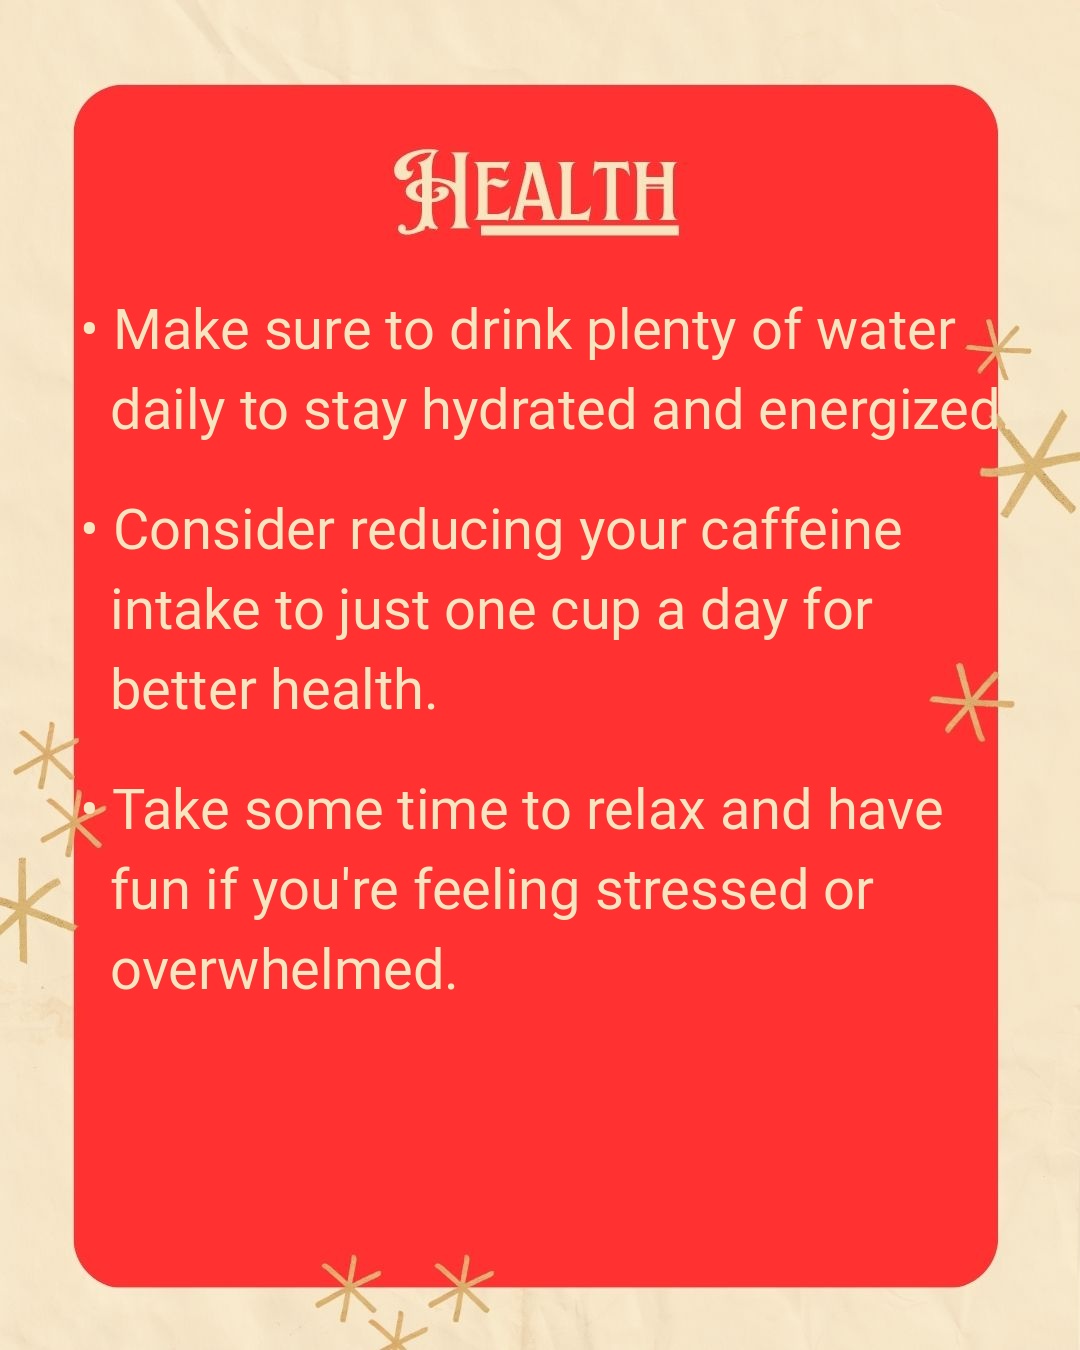 Health
• Make sure to drink plenty of water
daily to stay hydrated and energized
• Consider reducing your caffeine
intake to just one cup a day for
better health.
• Take some time to relax and have
fun if you're feeling stressed or
overwhelmed.